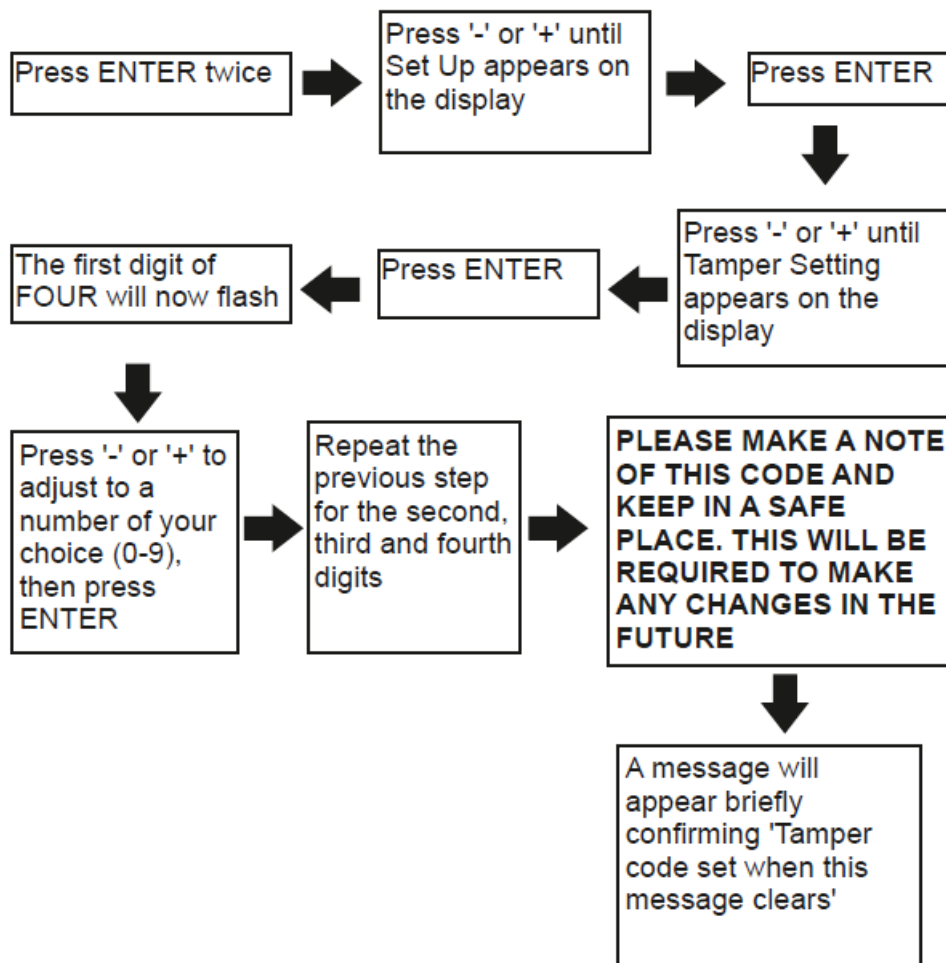 Press ENTER twice
Press '-' or '+' until
Set Up appears on
the display
Press ENTER
Press '-' or '+' until
Tamper Setting
appears on the
display
Press ENTER
The first digit of
FOUR will now flash
Press '-' or '+' to
adjust to a
number of your
choice (0-9),
then press
ENTER
Repeat the
previous step
for the second,
third and fourth
digits
PLEASE MAKE A NOTE
OF THIS CODE AND
KEEP IN A SAFE
PLACE. THIS WILL BE
REQUIRED TO MAKE
ANY CHANGES IN THE
FUTURE
A message will
appear briefly
confirming 'Tamper
code set when this
message clears'